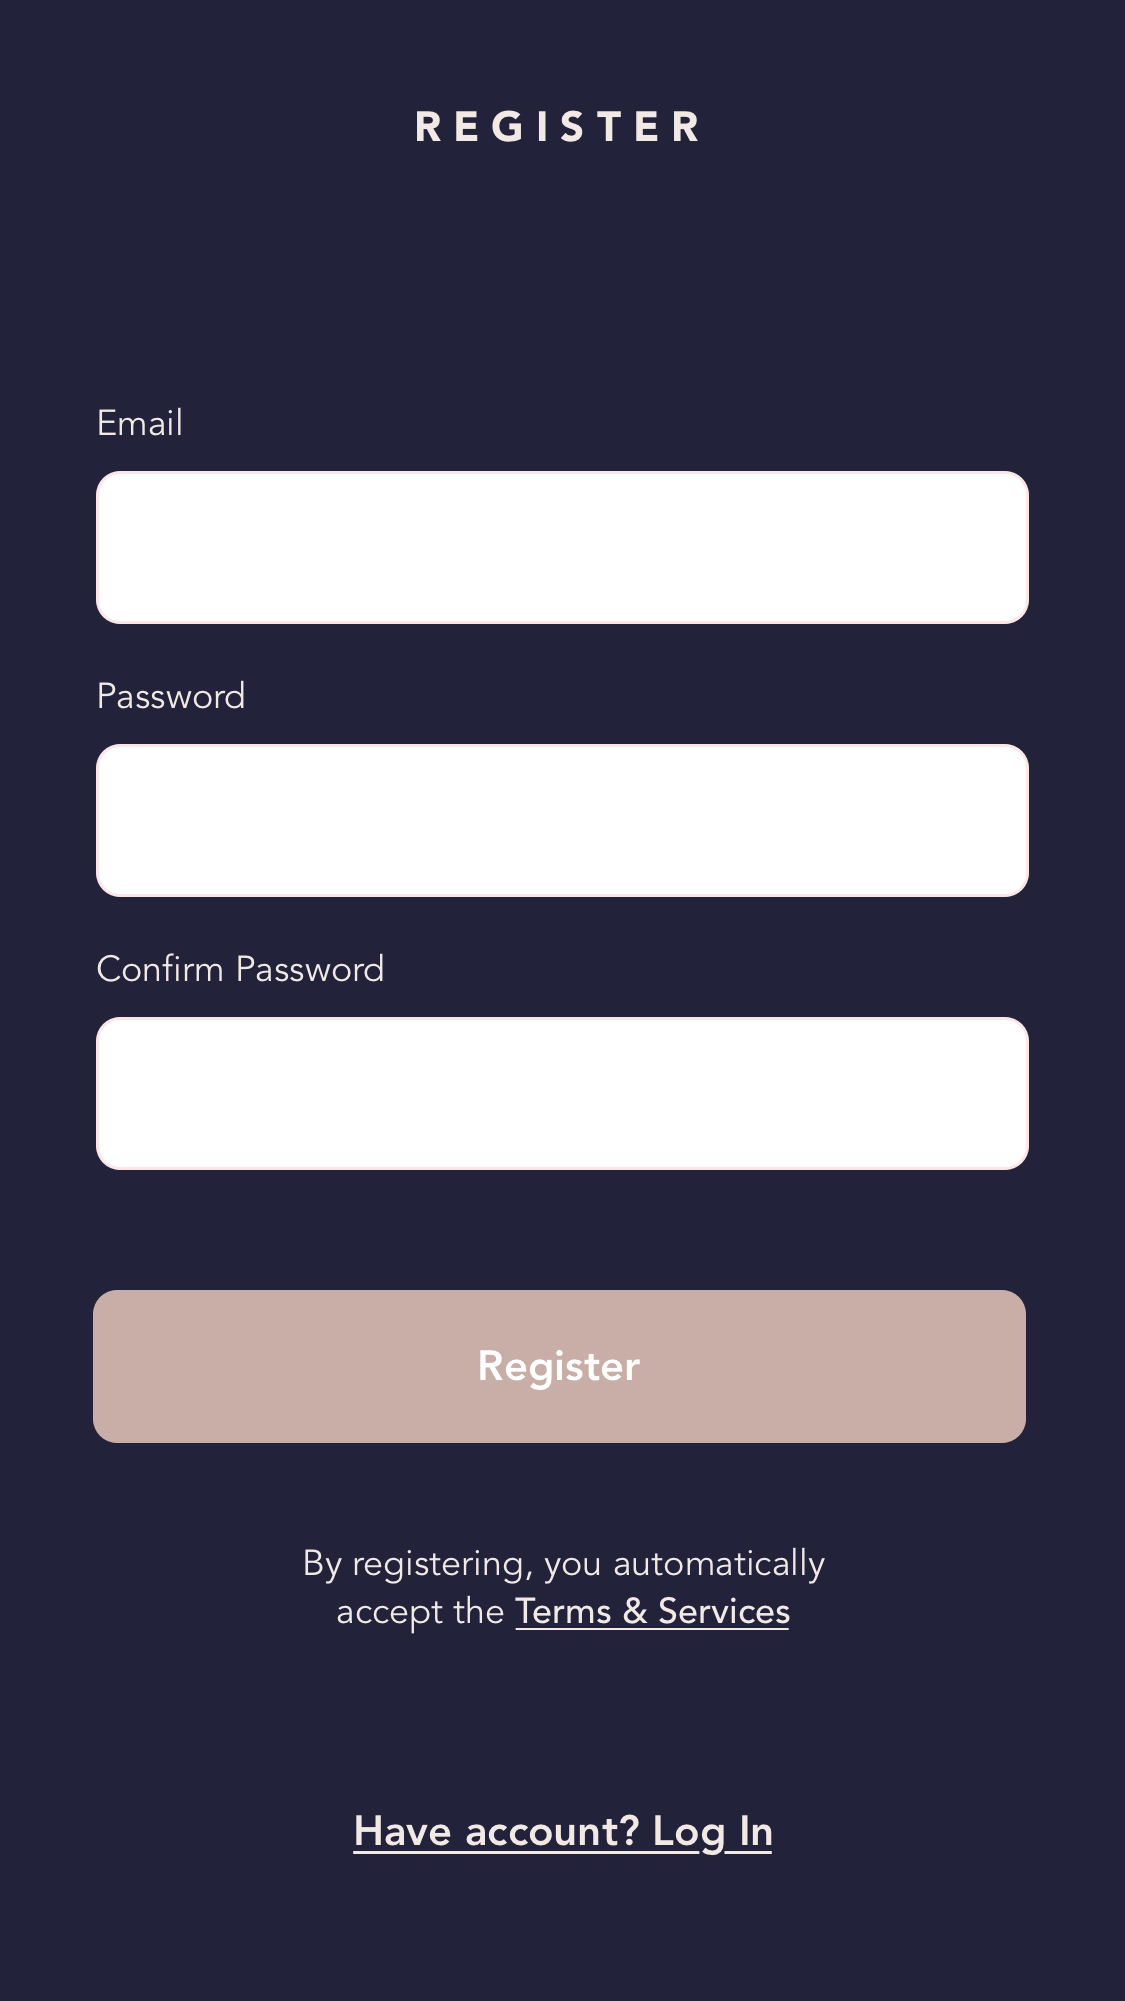 REGISTER
Email
Password
Confirm Password
Register
By registering, you automatically
accept the Terms & Services
Have account? Log In